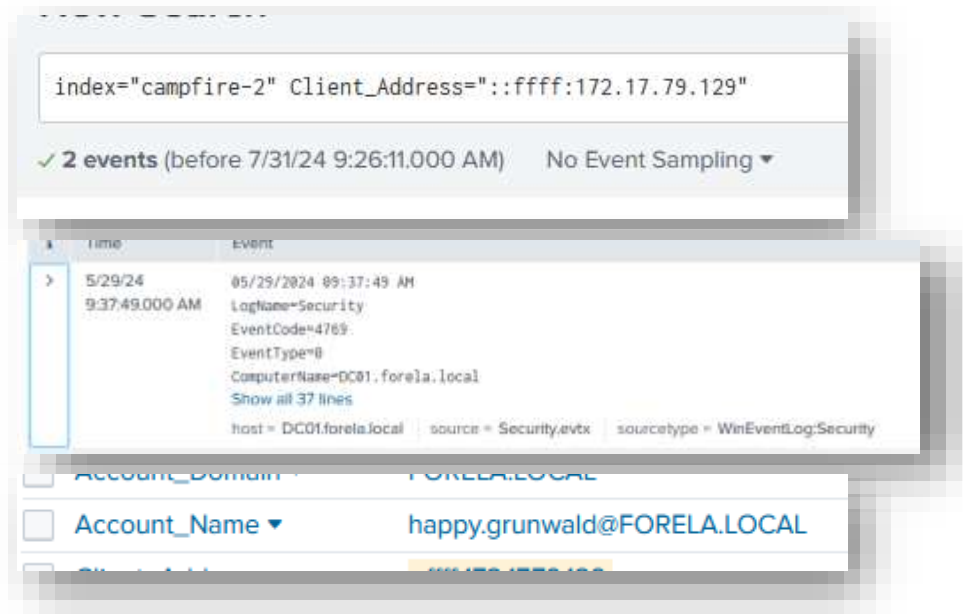 index="campfire-2" Client_Address="::ffff:172.17.79.129"
✓ 2 events (before 7/31/24 9:26:11.000 AM) No Event Sampling
i Time Event
> 5/29/24 05/29/2024 09:37:49 AM
9:37:49.000 AM LogName=Security
EventCode=4769
EventType=0
ComputerName=DC01.forela.local
Show all 37 lines
host = DC01.forela.local source = Security.evtx sourcetype = WinEventLog:Security
Account_Domain FORELA.LOCAL
Account_Name happy.grunwald@FORELA.LOCAL